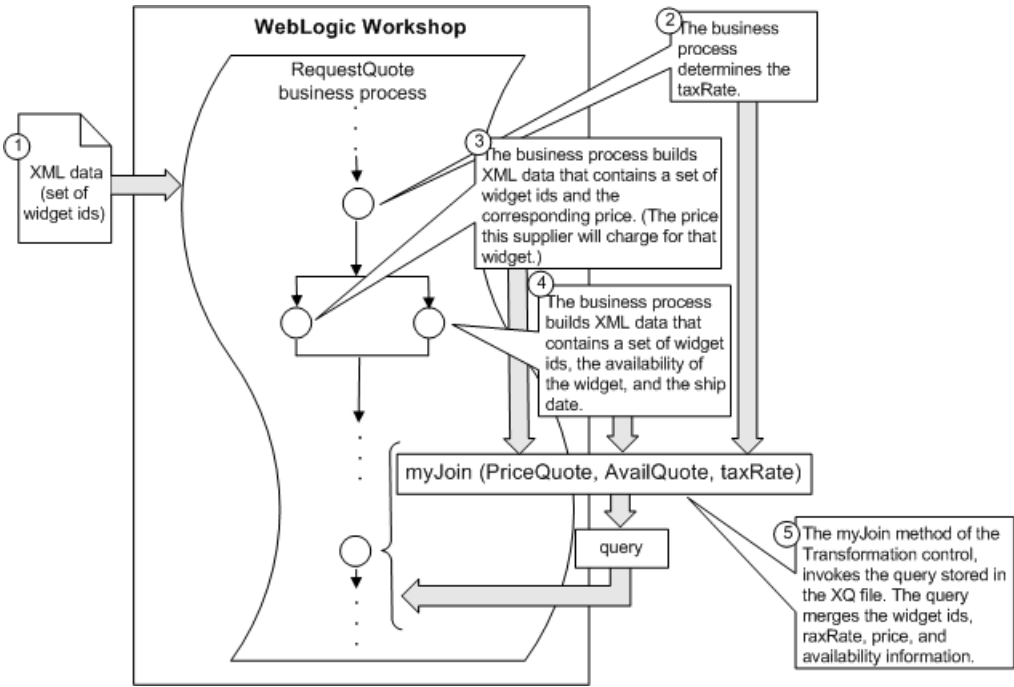 WebLogic Workshop
RequestQuote
business process
1
XML data
(set of
widget ids)
2
The business
process
determines the
taxRate.
3
The business process builds
XML data that contains a set of
widget ids and the
corresponding price. (The price
this supplier will charge for that
widget.)
4
The business process
builds XML data that
contains a set of widget
ids, the availability of
the widget, and the ship
date.
myJoin (PriceQuote, AvailQuote, taxRate)
query
5
The myJoin method of the
Transformation control,
invokes the query stored in
the XQ file. The query
merges the widget ids,
raxRate, price, and
availability information.